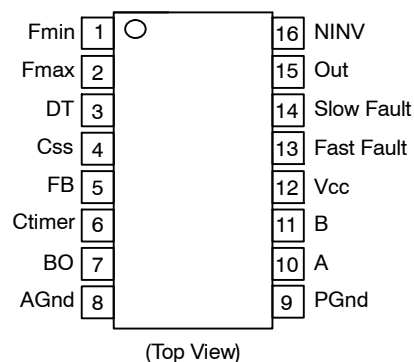 Fmin 1 16 NINV
Fmax 2 15 Out
DT 3 14 Slow Fault
Css 4 13 Fast Fault
FB 5 12 Vcc
Ctimer 6 11 B
BO 7 10 A
AGnd 8 9 PGnd
(Top View)